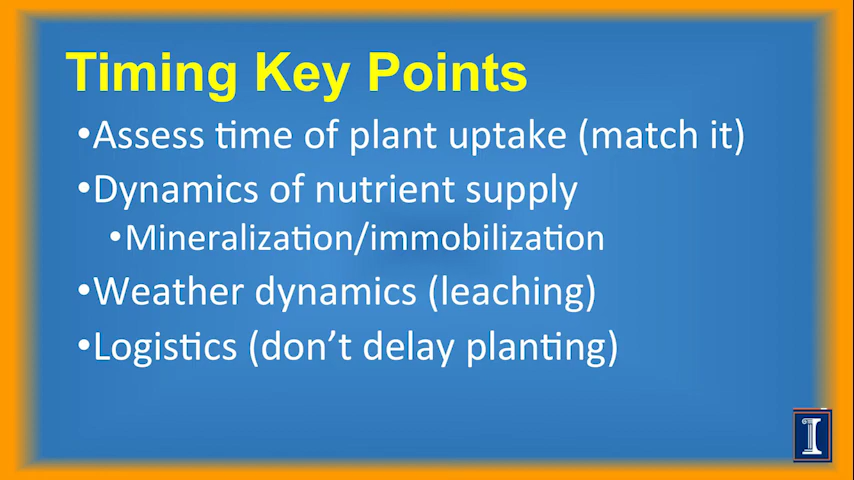 Timing Key Points
•Assess time of plant uptake (match it)
•Dynamics of nutrient supply
•Mineralization/immobilization
•Weather dynamics (leaching)
•Logistics (don’t delay planting)
I